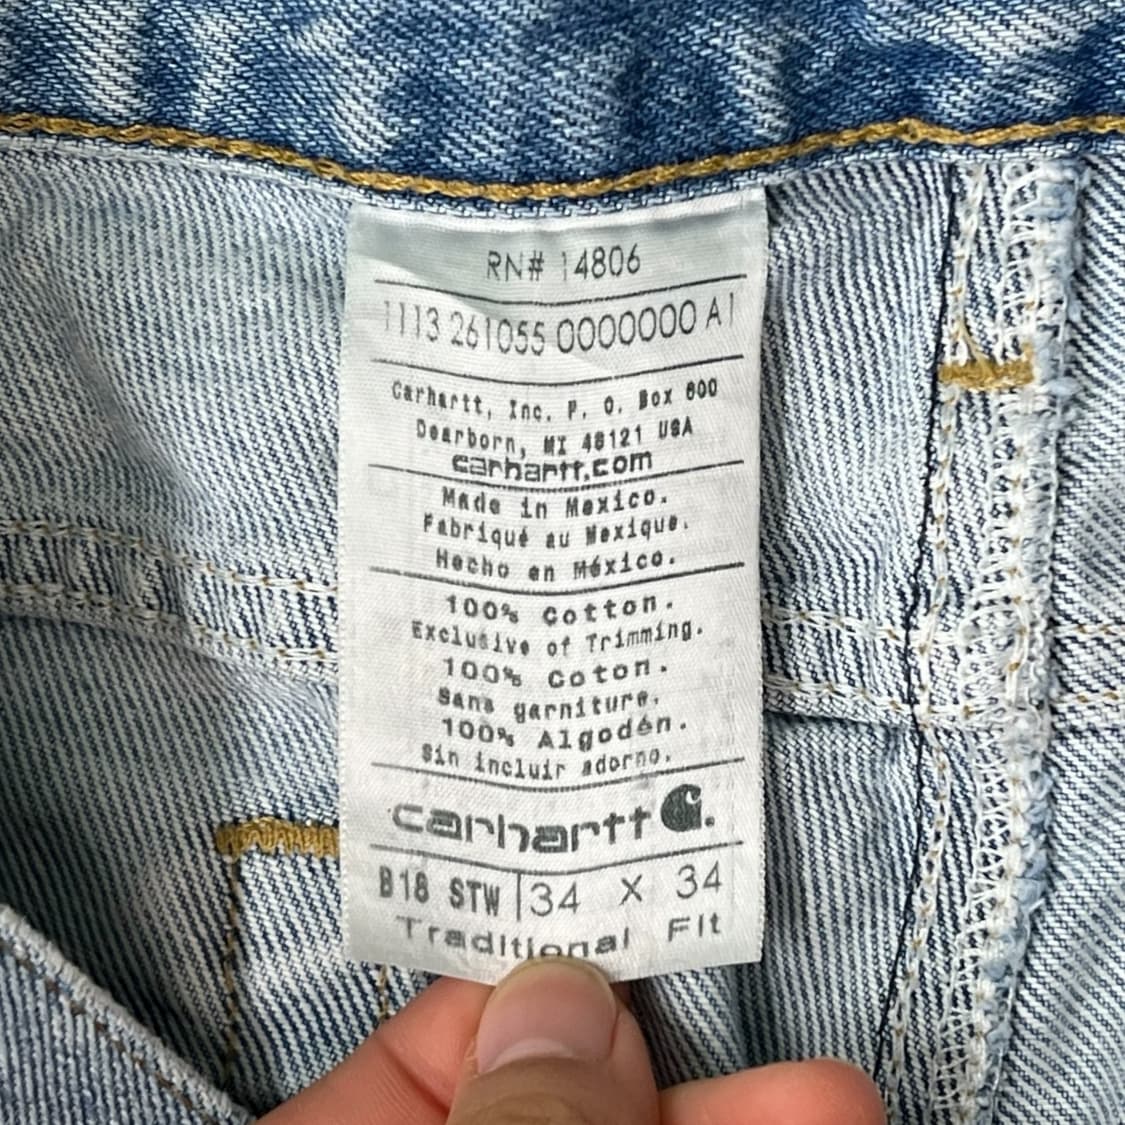 RN# 14806
1113 261055 0000000 A1
Carhartt, Inc. P. O. Box 600
Dearborn, MI 48121 USA
carhartt.com
Made in Mexico.
Fabriqué au Mexique.
Hecho en México.
100% Cotton.
Exclusive of Trimming.
100% Coton.
Sans garniture.
100% Algodón.
Sin incluir adorno.
carhartt
B18 STW 34 X 34
Traditional Fit